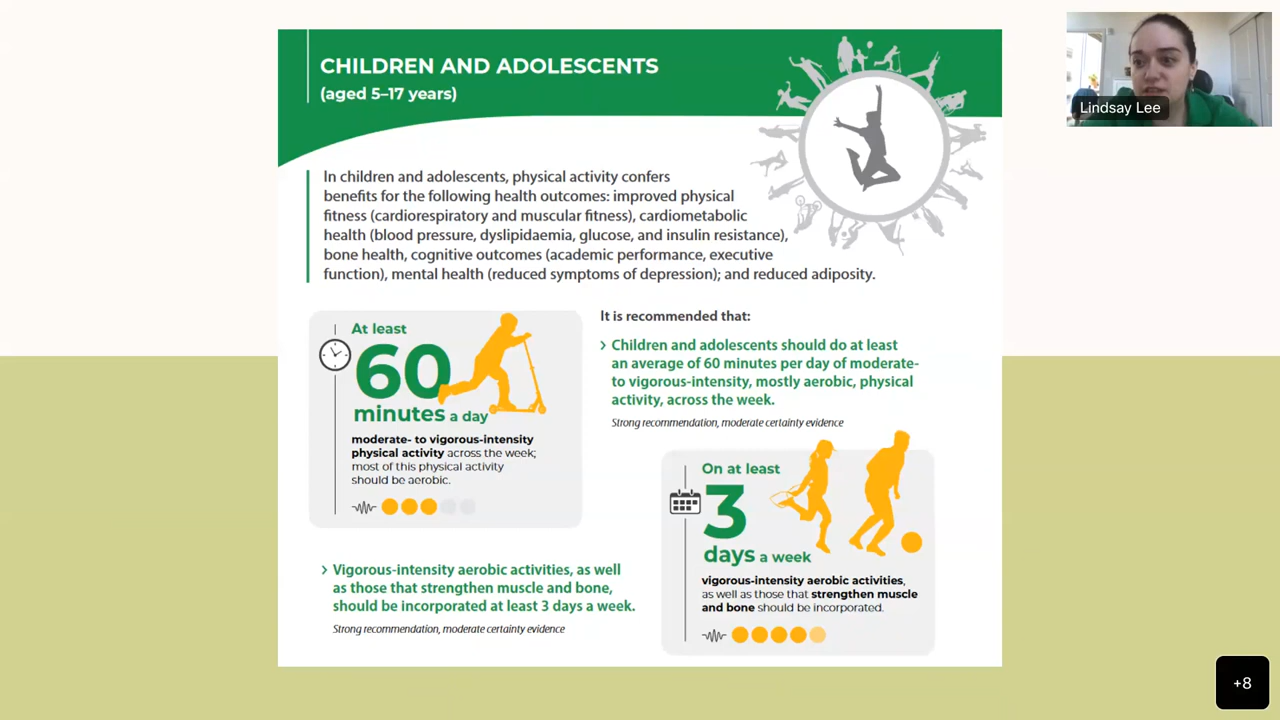 CHILDREN AND ADOLESCENTS
(aged 5–17 years)
Lindsay Lee
In children and adolescents, physical activity confers
benefits for the following health outcomes: improved physical
fitness (cardiorespiratory and muscular fitness), cardiometabolic
health (blood pressure, dyslipidaemia, glucose, and insulin resistance),
bone health, cognitive outcomes (academic performance, executive
function), mental health (reduced symptoms of depression); and reduced adiposity.
At least
60
minutes a day
moderate- to vigorous-intensity
physical activity across the week;
most of this physical activity
should be aerobic.
It is recommended that:
› Children and adolescents should do at least
an average of 60 minutes per day of moderate-
to vigorous-intensity, mostly aerobic, physical
activity, across the week.
Strong recommendation, moderate certainty evidence
On at least
3
days a week
vigorous-intensity aerobic activities,
as well as those that strengthen muscle
and bone should be incorporated.
› Vigorous-intensity aerobic activities, as well
as those that strengthen muscle and bone,
should be incorporated at least 3 days a week.
Strong recommendation, moderate certainty evidence
+8